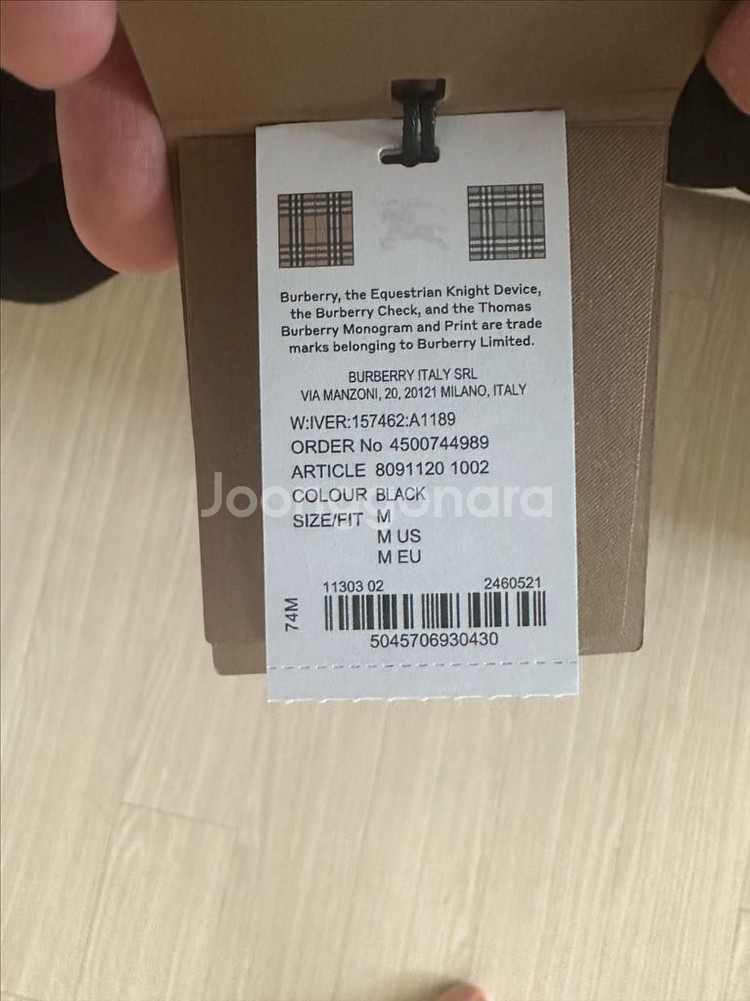 Burberry, the Equestrian Knight Device,
the Burberry Check, and the Thomas
Burberry Monogram and Print are trade
marks belonging to Burberry Limited.
BURBERRY ITALY SRL
VIA MANZONI, 20, 20121 MILANO, ITALY
W:IVER:157462:A1189
ORDER No 4500744989
ARTICLE 8091120 1002
COLOUR BLACK
Joonggonara
SIZE/FIT M
M US
M EU
11303 02 2460521
74M
5045706930430